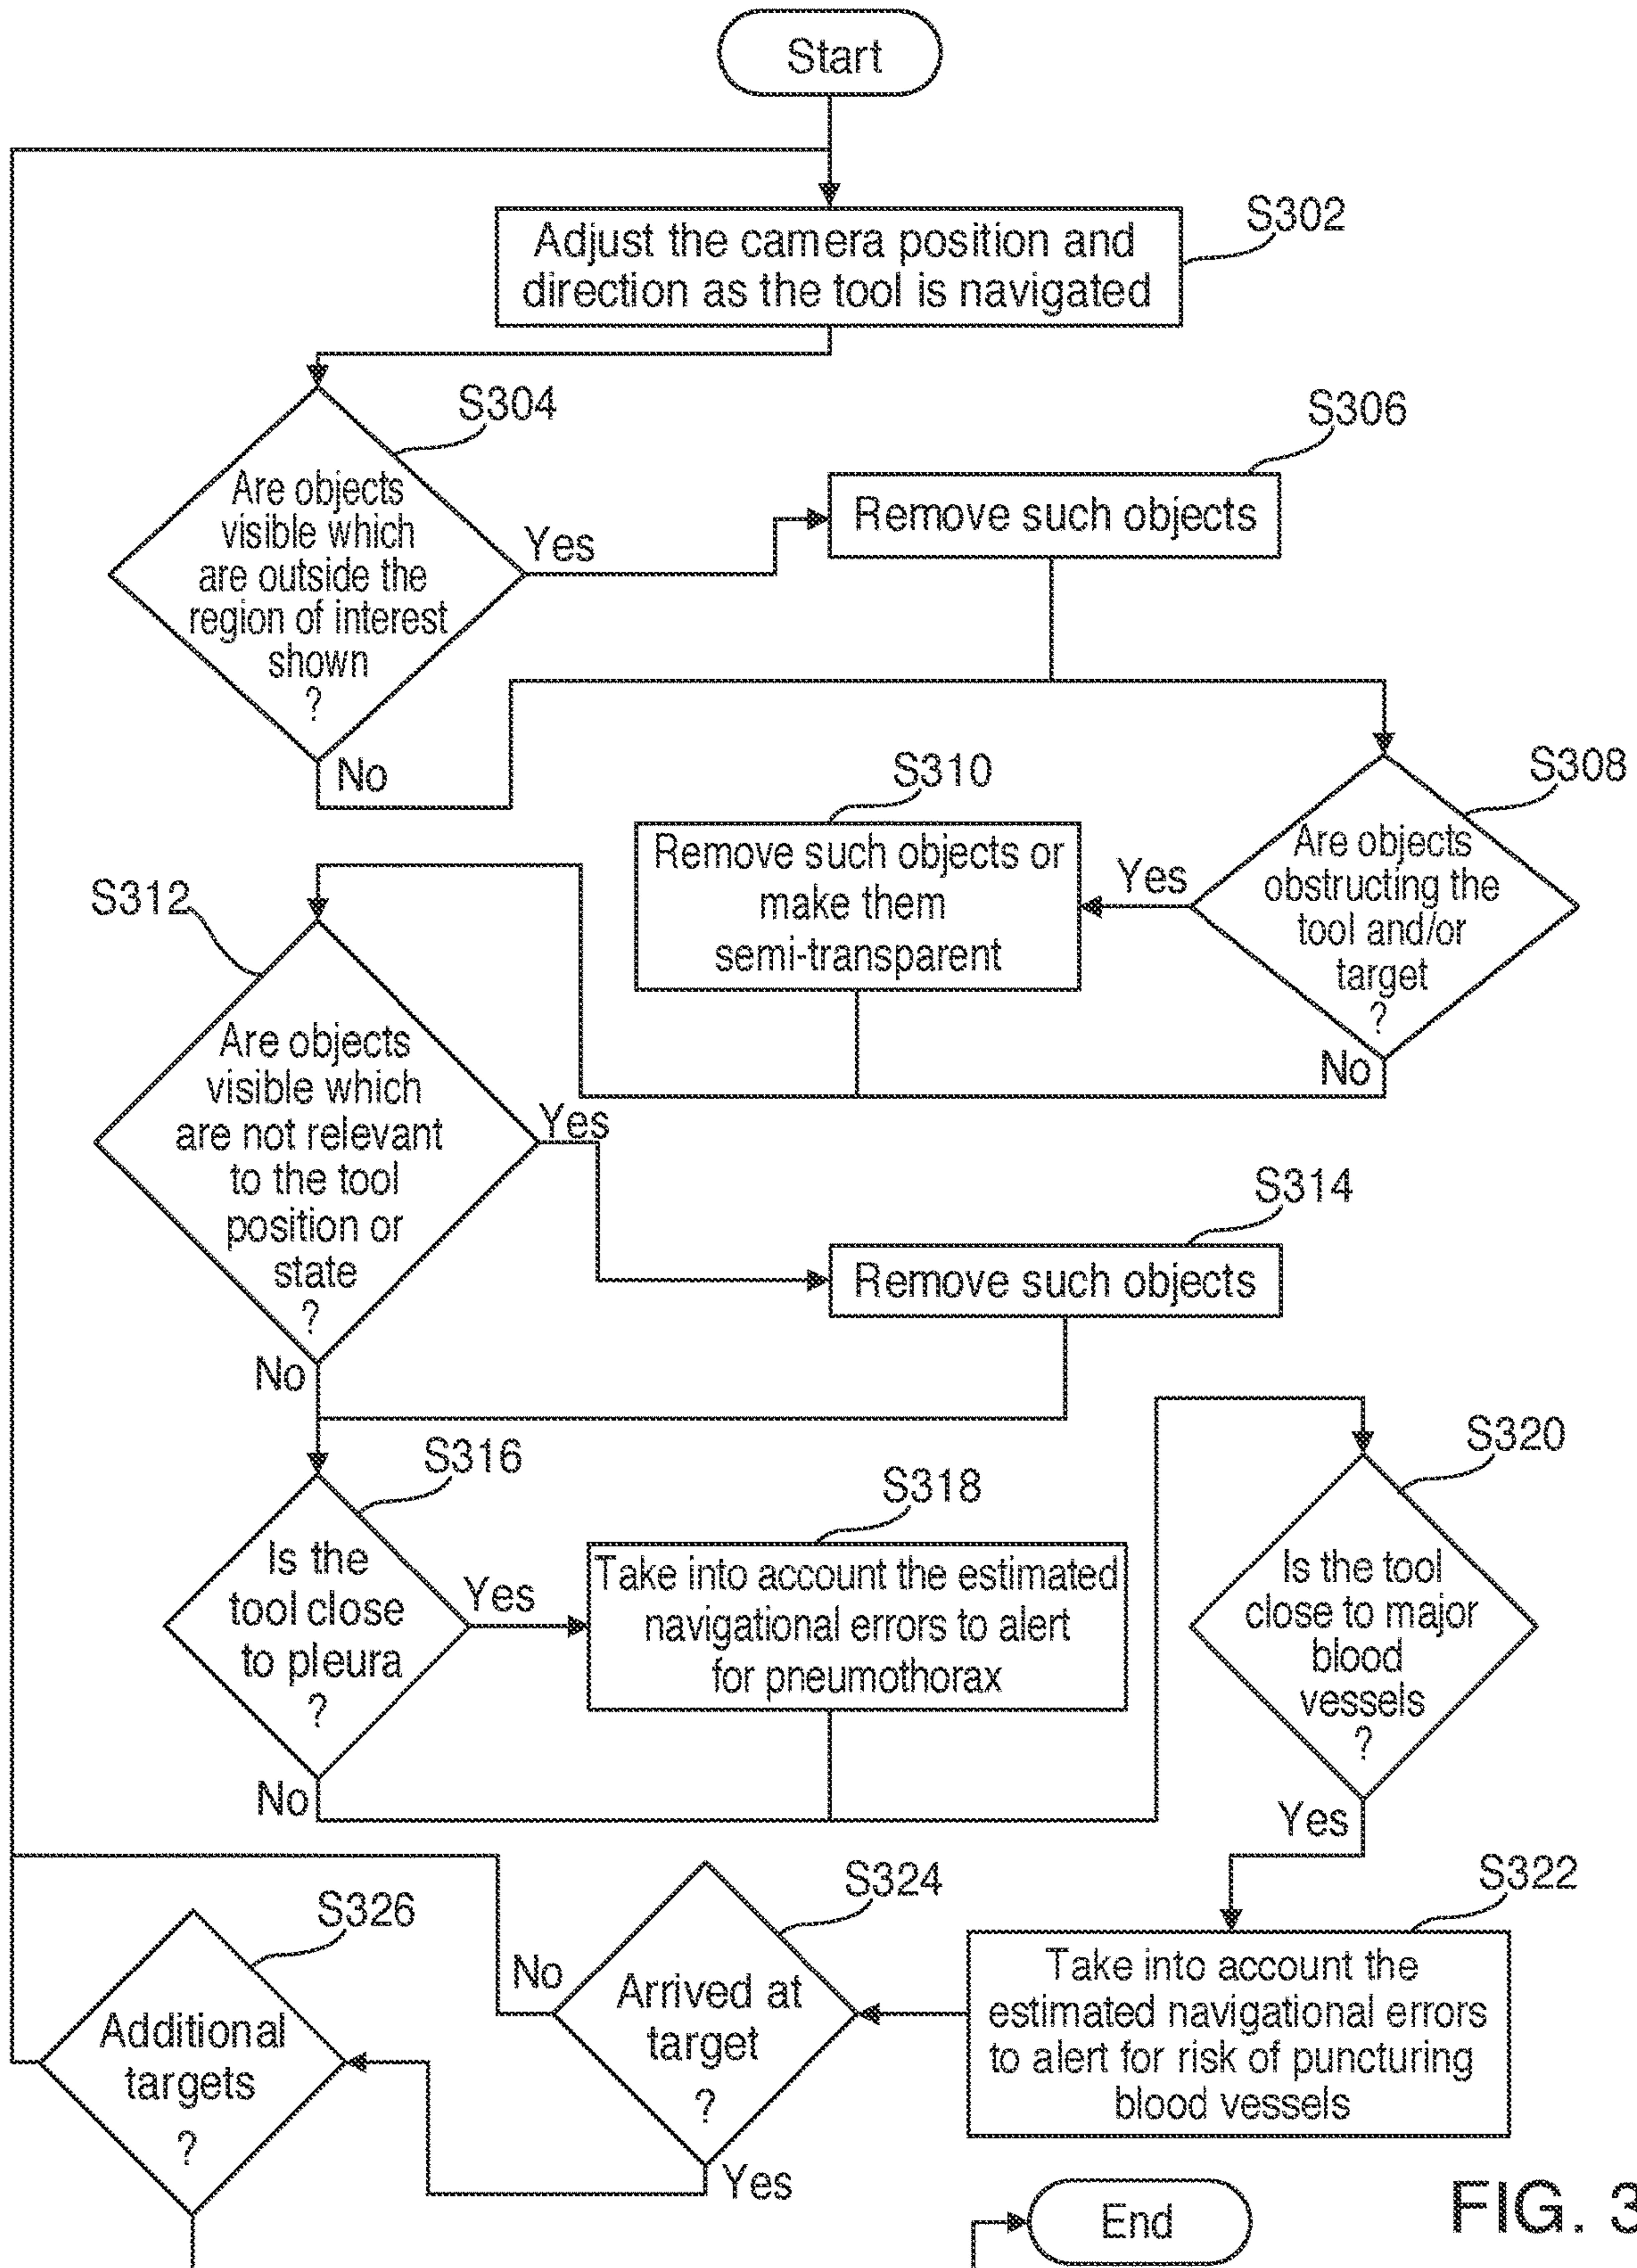 Start
Adjust the camera position and
direction as the tool is navigated
S302
S304
Are objects
visible which
are outside the
region of interest
shown
?
Yes
No
S306
Remove such objects
S308
Are objects
obstructing the
tool and/or
target
?
Yes
No
S310
Remove such objects or
make them
semi-transparent
S312
Are objects
visible which
are not relevant
to the tool
position or
state
?
Yes
No
S314
Remove such objects
S316
Is the
tool close
to pleura
?
Yes
No
S318
Take into account the estimated
navigational errors to alert
for pneumothorax
S320
Is the tool
close to major
blood
vessels
?
Yes
S322
Take into account the
estimated navigational errors
to alert for risk of puncturing
blood vessels
S324
Arrived at
target
?
No
Yes
S326
Additional
targets
?
End
FIG. 3